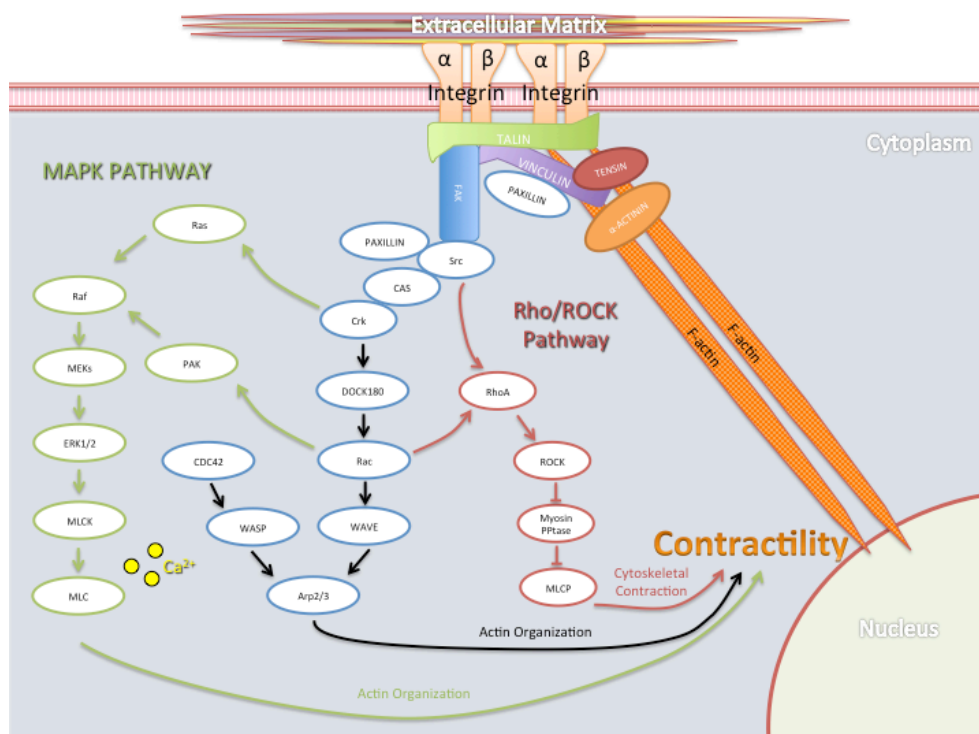 Extracellular Matrix
α β α β
Integrin Integrin
TALIN
Cytoplasm
MAPK PATHWAY
FAK
VINCULIN
TENSIN
PAXILLIN
α-ACTININ
Ras
PAXILLIN
Src
CAS
Raf
Crk
Rho/ROCK
Pathway
F-actin
F-actin
MEKs
PAK
DOCK180
RhoA
ERK1/2
CDC42
Rac
ROCK
MLCK
WASP
WAVE
Myosin
PPtase
Contractility
Ca²⁺
MLC
Arp2/3
MLCP
Cytoskeletal
Contraction
Actin Organization
Nucleus
Actin Organization